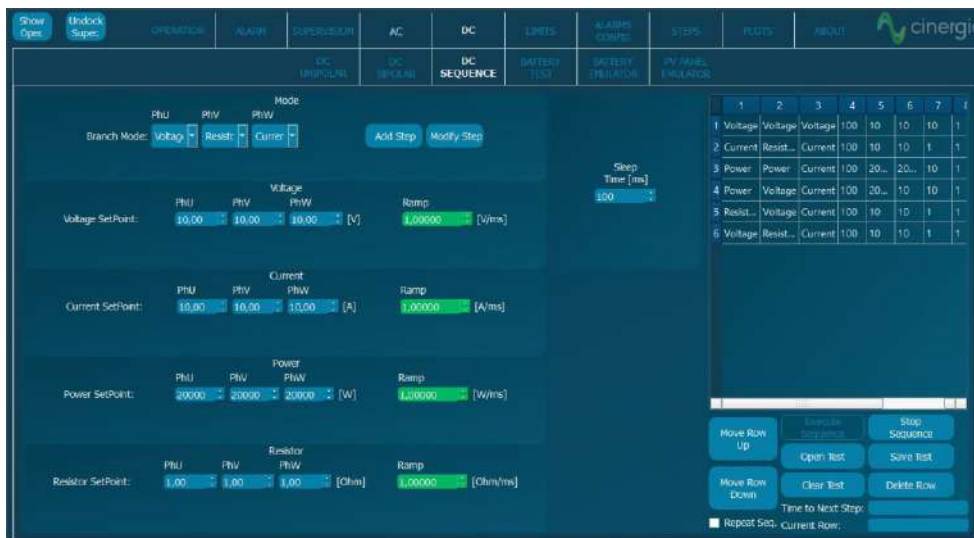 Show Oper. Undock Super. OPERATION ALARM SUPERVISION AC DC LIMITS ALARMS CONFIG STEPS PLOTS ABOUT cinergi
DC UNIPOLAR DC BIPOLAR DC SEQUENCE BATTERY TEST BATTERY EMULATOR PV PANEL EMULATOR
Mode
PhU PhV PhW
Branch Mode: Voltag Resistc Currer Add Step Modify Step
Sleep Time [ms]
100
Voltage
PhU PhV PhW Ramp
Voltage SetPoint: 10,00 10,00 10,00 [V] 1,00000 [V/ms]
Current
PhU PhV PhW Ramp
Current SetPoint: 10,00 10,00 10,00 [A] 1,00000 [A/ms]
Power
PhU PhV PhW Ramp
Power SetPoint: 20000 20000 20000 [W] 1,00000 [W/ms]
Resistor
PhU PhV PhW Ramp
Resistor SetPoint: 1,00 1,00 1,00 [Ohm] 1,00000 [Ohm/ms]
1 2 3 4 5 6 7
1 Voltage Voltage Voltage 100 10 10 10 1
2 Current Resist... Current 100 10 10 1 1
3 Power Power Current 100 20... 20... 10 1
4 Power Voltage Current 100 20... 10 10 1
5 Resist... Voltage Current 100 10 10 1 1
6 Voltage Resist... Current 100 10 10 1 1
Move Row Up Execute Sequence Stop Sequence
Open Test Save Test
Move Row Down Clear Test Delete Row
Time to Next Step:
Repeat Seq. Current Row: